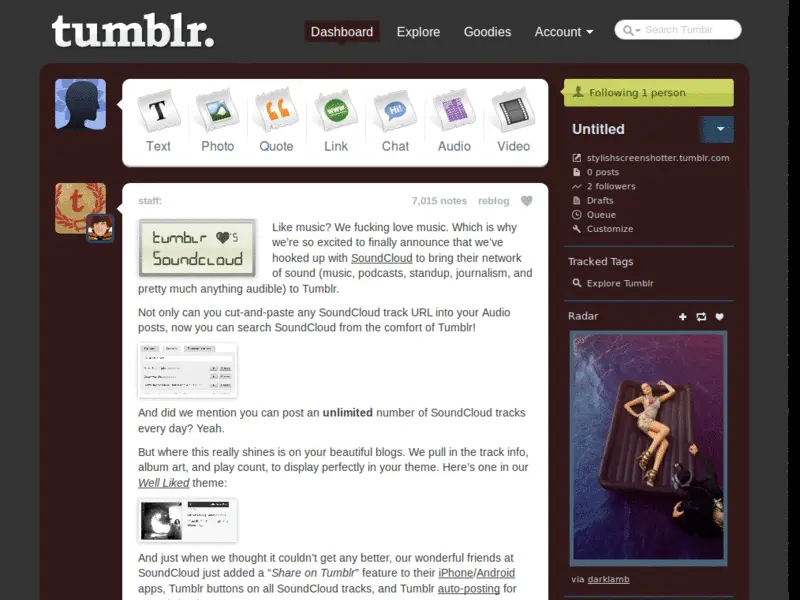 tumblr.
Dashboard Explore Goodies Account Search Tumblr
T www Hi!
Text Photo Quote Link Chat Audio Video
Following 1 person
Untitled
stylishscreenshotter.tumblr.com
0 posts
2 followers
Drafts
Queue
Customize
Tracked Tags
Explore Tumblr
Radar
via darklamb
t
staff: 7,015 notes reblog
tumblr ♥'s
Soundcloud
Like music? We fucking love music. Which is why
we're so excited to finally announce that we've
hooked up with SoundCloud to bring their network
of sound (music, podcasts, standup, journalism, and
pretty much anything audible) to Tumblr.
Not only can you cut-and-paste any SoundCloud track URL into your Audio
posts, now you can search SoundCloud from the comfort of Tumblr!
And did we mention you can post an unlimited number of SoundCloud tracks
every day? Yeah.
But where this really shines is on your beautiful blogs. We pull in the track info,
album art, and play count, to display perfectly in your theme. Here's one in our
Well Liked theme:
And just when we thought it couldn't get any better, our wonderful friends at
SoundCloud just added a “Share on Tumblr” feature to their iPhone/Android
apps, Tumblr buttons on all SoundCloud tracks, and Tumblr auto-posting for